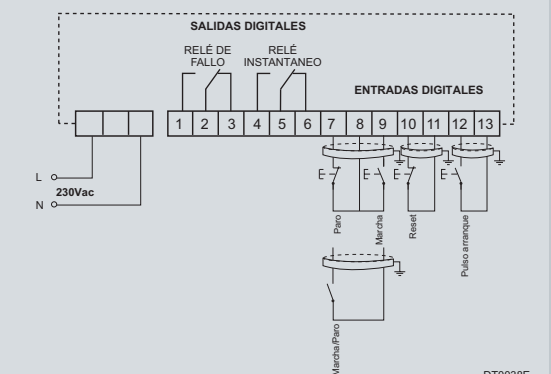 SALIDAS DIGITALES
RELÉ DE
FALLO
RELÉ
INSTANTANEO
ENTRADAS DIGITALES
1 2 3 4 5 6 7 8 9 10 11 12 13
L
230Vac
N
Paro
Marcha
Reset
Pulso arranque
Marcha/Paro